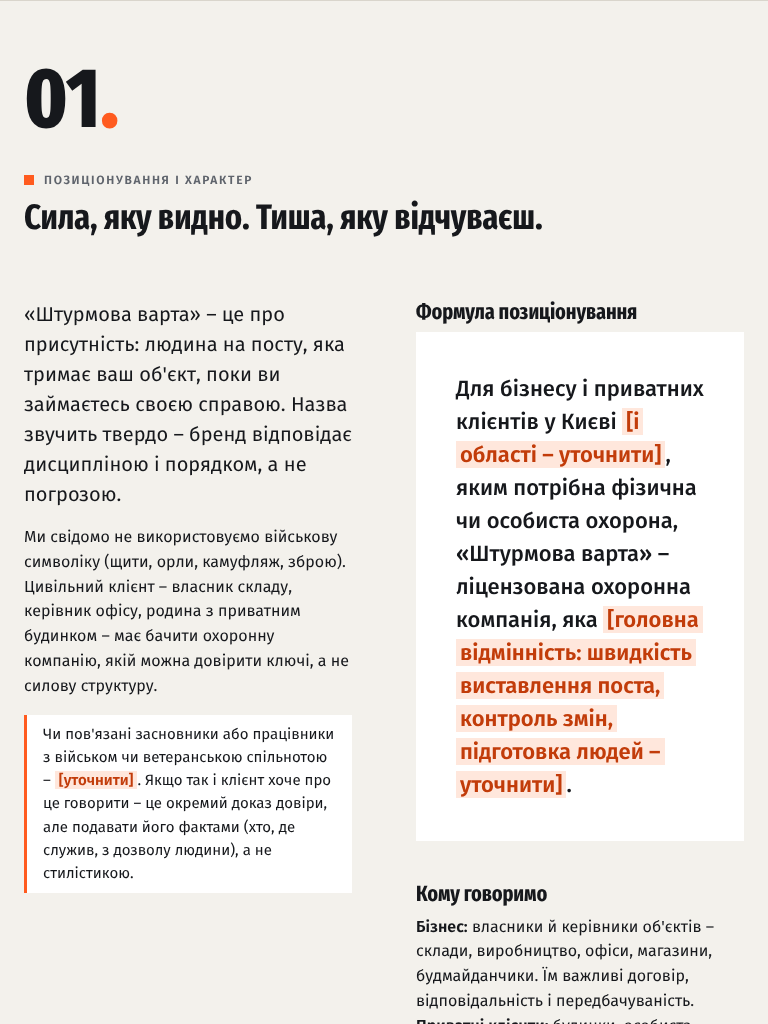 01.
ПОЗИЦІОНУВАННЯ І ХАРАКТЕР
Сила, яку видно. Тиша, яку відчуваєш.
«Штурмова варта» – це про
присутність: людина на посту, яка
тримає ваш об'єкт, поки ви
займаєтесь своєю справою. Назва
звучить твердо – бренд відповідає
дисципліною і порядком, а не
погрозою.
Ми свідомо не використовуємо військову
символіку (щити, орли, камуфляж, зброю).
Цивільний клієнт – власник складу,
керівник офісу, родина з приватним
будинком – має бачити охоронну
компанію, якій можна довірити ключі, а не
силову структуру.
Чи пов'язані засновники або працівники
з військом чи ветеранською спільнотою
– [уточнити]. Якщо так і клієнт хоче про
це говорити – це окремий доказ довіри,
але подавати його фактами (хто, де
служив, з дозволу людини), а не
стилістикою.
Формула позиціонування
Для бізнесу і приватних
клієнтів у Києві [і
області – уточнити],
яким потрібна фізична
чи особиста охорона,
«Штурмова варта» –
ліцензована охоронна
компанія, яка [головна
відмінність: швидкість
виставлення поста,
контроль змін,
підготовка людей –
уточнити].
Кому говоримо
Бізнес: власники й керівники об'єктів –
склади, виробництво, офіси, магазини,
будмайданчики. Їм важливі договір,
відповідальність і передбачуваність.
Приватні клієнти: будинки, особиста